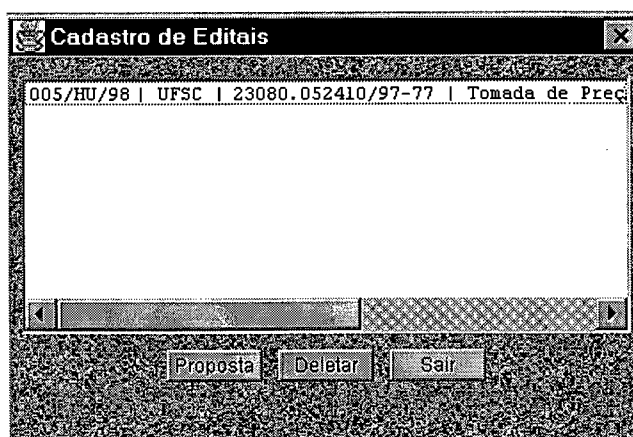 Cadastro de Editais
005/HU/98 | UFSC | 23080.052410/97-77 | Tomada de Preç
Proposta Deletar Sair